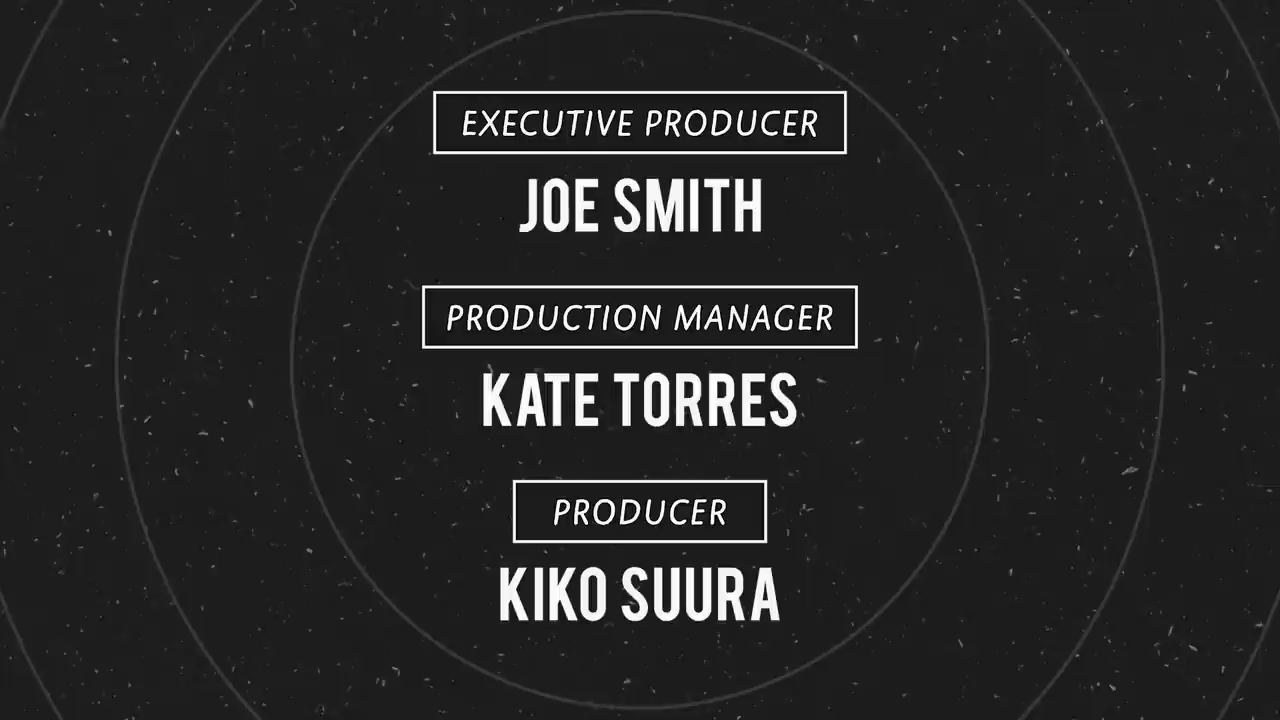 EXECUTIVE PRODUCER
JOE SMITH
PRODUCTION MANAGER
KATE TORRES
PRODUCER
KIKO SUURA